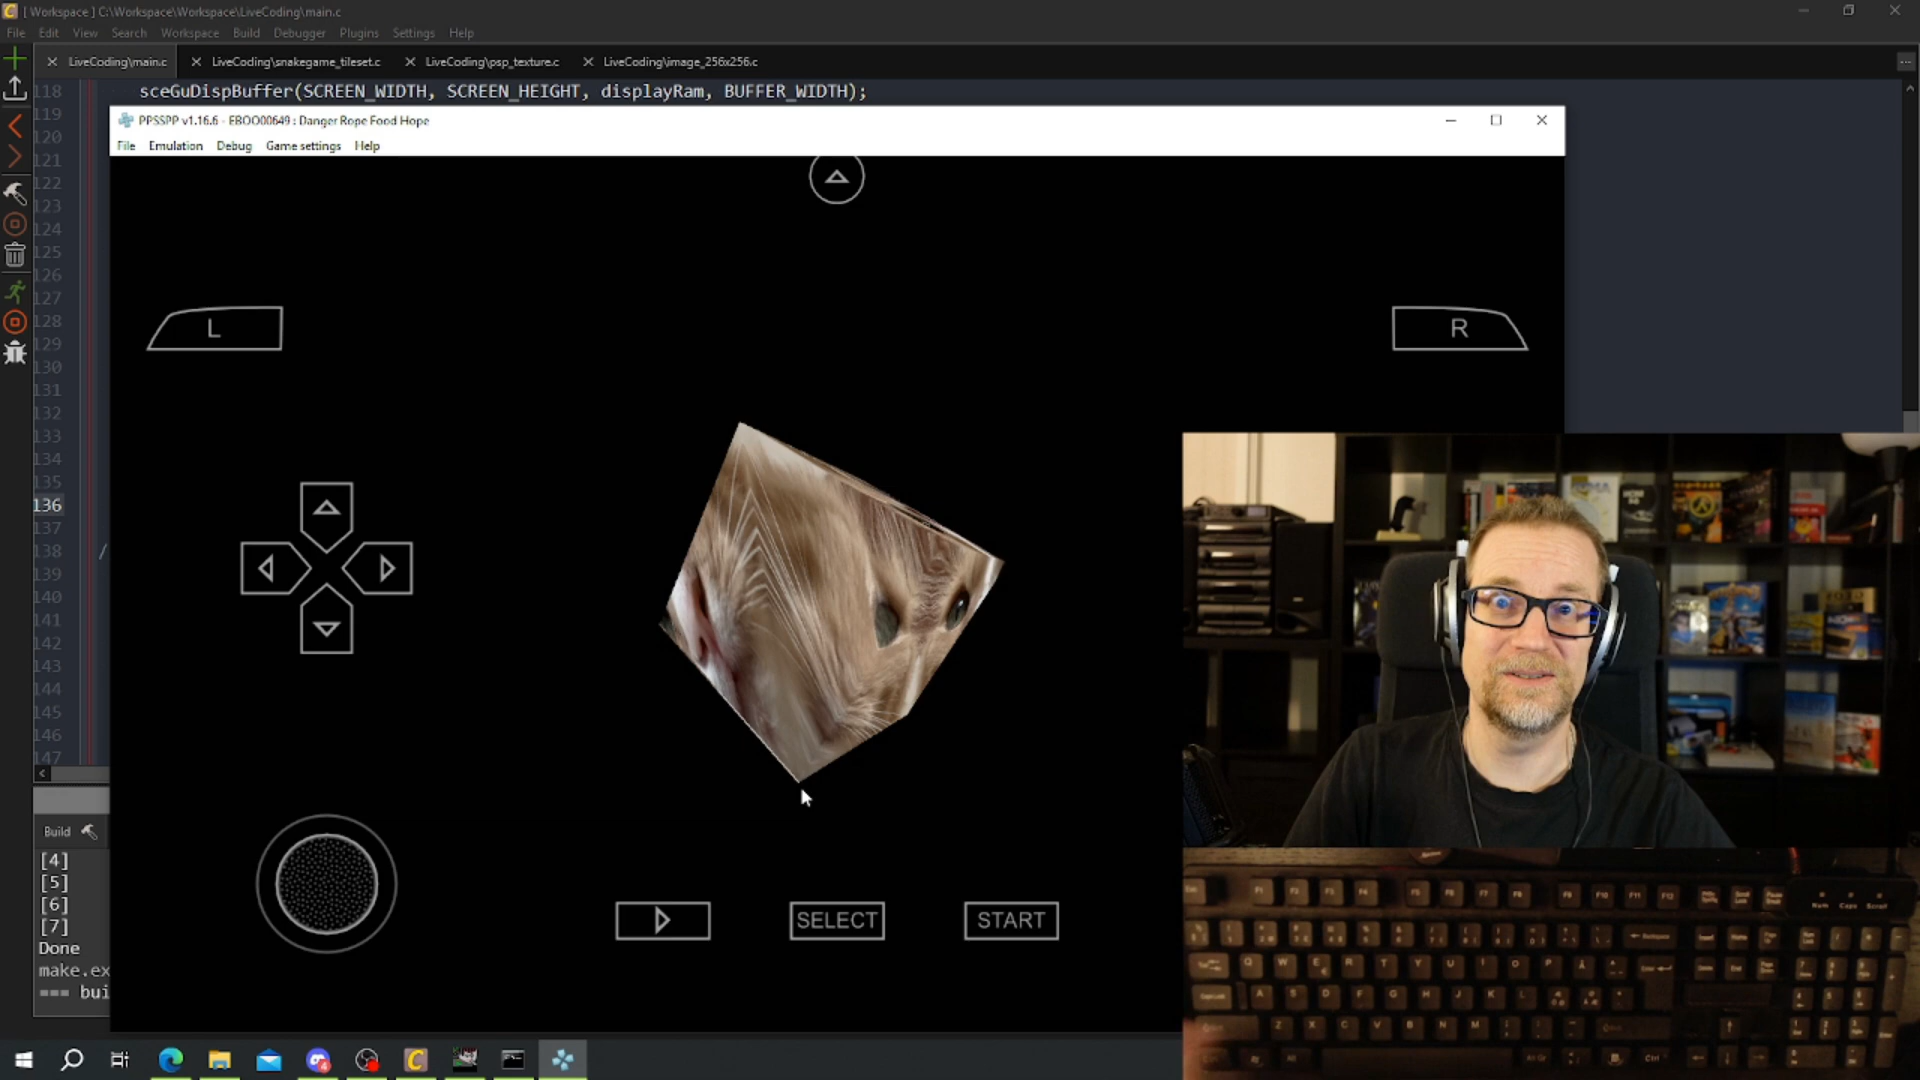 [ Workspace ] C:\Workspace\Workspace\LiveCoding\main.c
File Edit View Search Workspace Build Debugger Plugins Settings Help
LiveCoding\main.c LiveCoding\snakegame_tileset.c LiveCoding\psp_texture.c LiveCoding\image_256x256.c
118 sceGuDispBuffer(SCREEN_WIDTH, SCREEN_HEIGHT, displayRam, BUFFER_WIDTH);
119
PPSSPP v1.16.6 - EBOO00649 : Danger Rope Food Hope
120
File Emulation Debug Game settings Help
121
122
123
124
125
126
127
128
L
R
129
130
131
132
133
134
135
136
137
138 /
139
140
141
142
143
144
145
146
147
Build
[4]
[5]
[6]
[7]
Done
make.ex
=== bui
SELECT
START